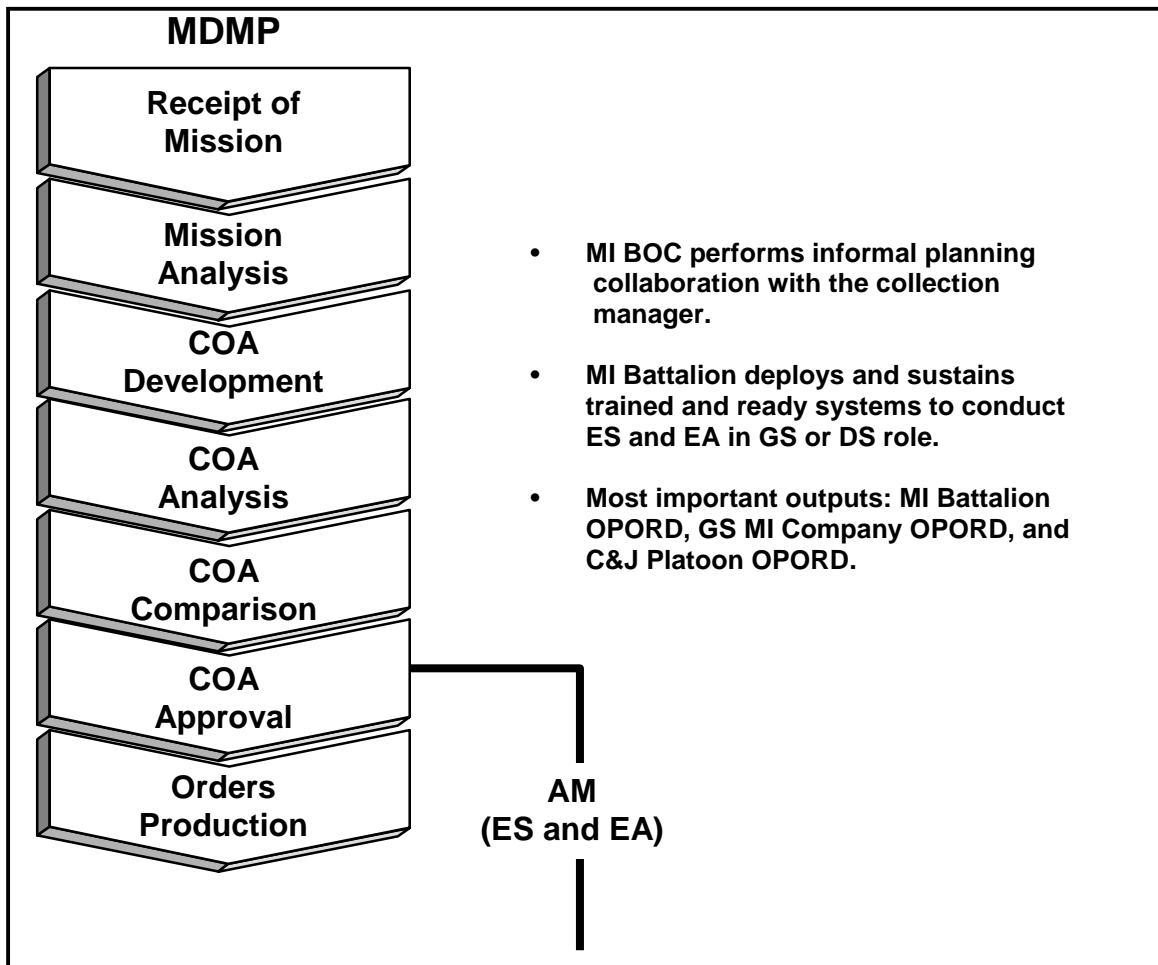 MDMP
Receipt of
Mission
Mission
Analysis
COA
Development
COA
Analysis
COA
Comparison
COA
Approval
Orders
Production
• MI BOC performs informal planning
collaboration with the collection
manager.
• MI Battalion deploys and sustains
trained and ready systems to conduct
ES and EA in GS or DS role.
• Most important outputs: MI Battalion
OPORD, GS MI Company OPORD, and
C&J Platoon OPORD.
AM
(ES and EA)